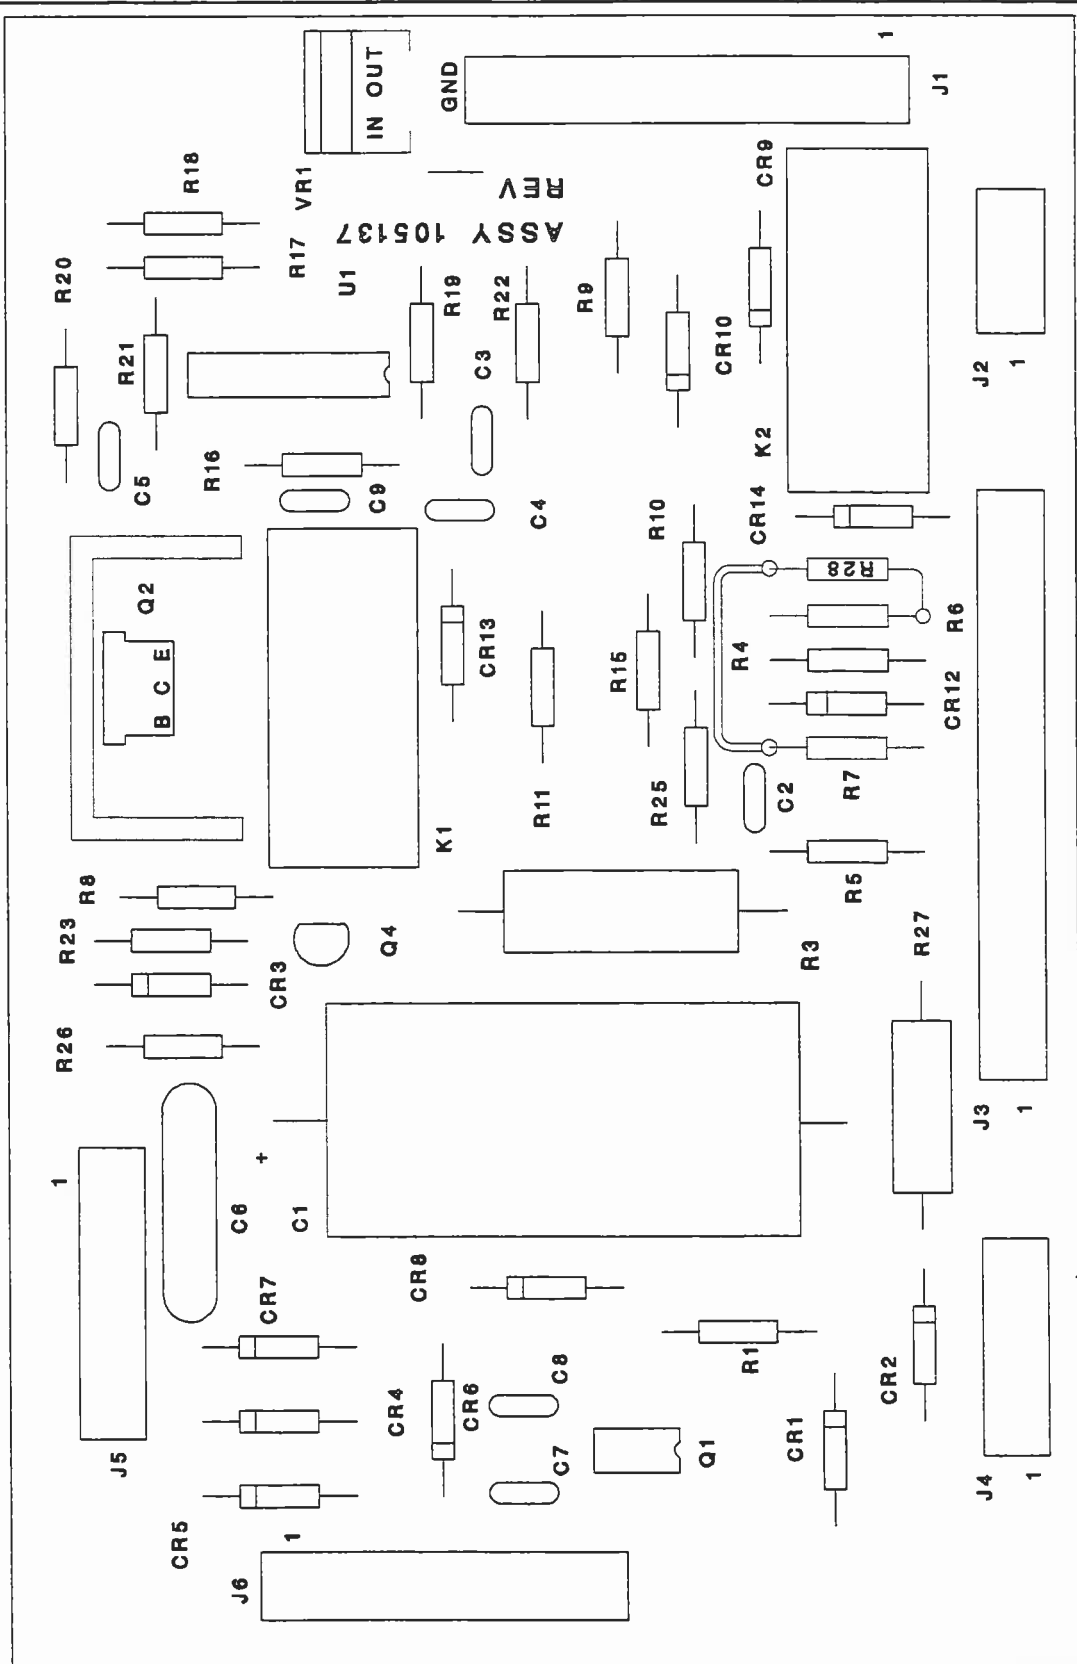 J6
1
CR5
J5
1
CR7
CR4
CR6
C7
C8
Q1
CR8
R1
CR1
CR2
J4
1
C6
C1
+
R26
CR3
R23
R8
Q4
K1
R3
R27
J3
1
R5
R7
C2
R25
R11
R15
R4
CR12
R6
R28
CR14
R10
CR13
Q2
B C E
C5
R16
C9
C4
C3
R22
R19
R21
R20
R17
R18
U1
VR1
IN OUT
GND
ASSY 105137
REV
R9
CR10
CR9
K2
J2
1
J1
1